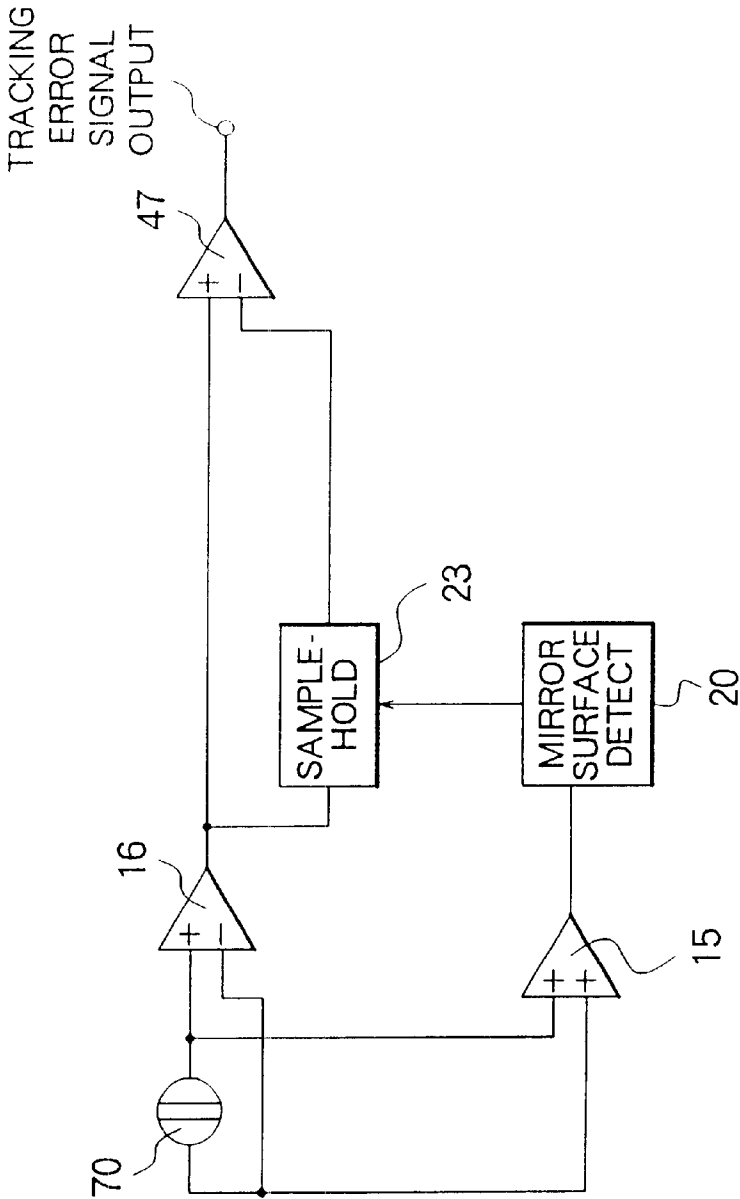 TRACKING
ERROR
SIGNAL
OUTPUT
47
+
−
16
+
−
SAMPLE-
HOLD
23
MIRROR
SURFACE
DETECT
20
15
+
+
70